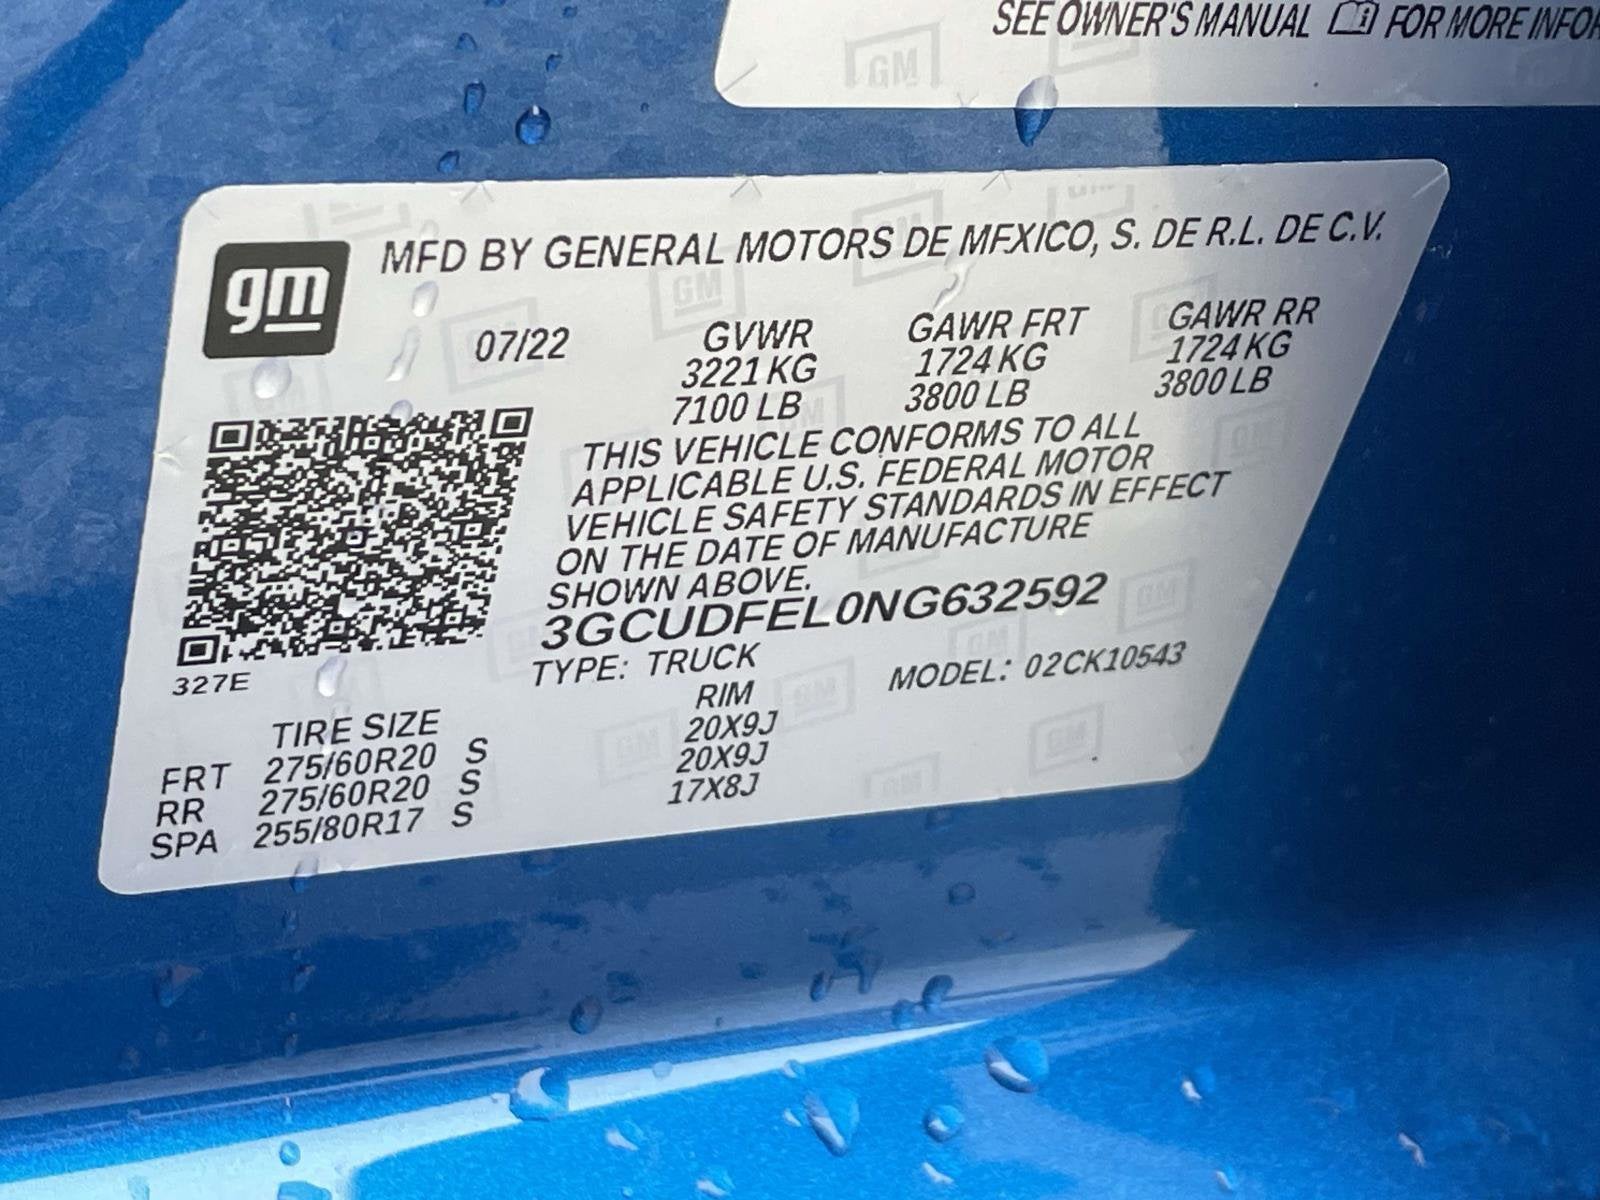 SEE OWNER'S MANUAL FOR MORE INFOR
gm
MFD BY GENERAL MOTORS DE MEXICO, S. DE R.L. DE C.V.
07/22 GVWR GAWR FRT GAWR RR
3221 KG 1724 KG 1724 KG
7100 LB 3800 LB 3800 LB
THIS VEHICLE CONFORMS TO ALL
APPLICABLE U.S. FEDERAL MOTOR
VEHICLE SAFETY STANDARDS IN EFFECT
ON THE DATE OF MANUFACTURE
SHOWN ABOVE.
3GCUDFEL0NG632592
327E
TYPE: TRUCK MODEL: 02CK10543
TIRE SIZE RIM
FRT 275/60R20 S 20X9J
RR 275/60R20 S 20X9J
SPA 255/80R17 S 17X8J